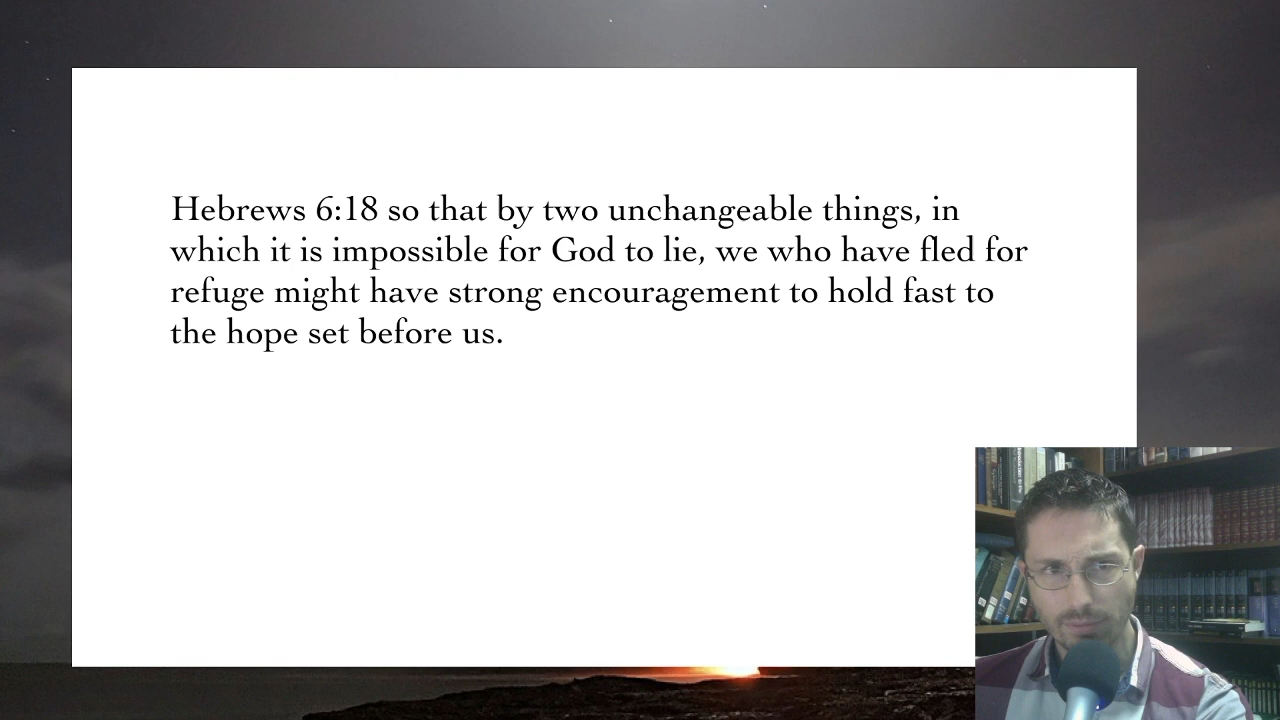 Hebrews 6:18 so that by two unchangeable things, in
which it is impossible for God to lie, we who have fled for
refuge might have strong encouragement to hold fast to
the hope set before us.